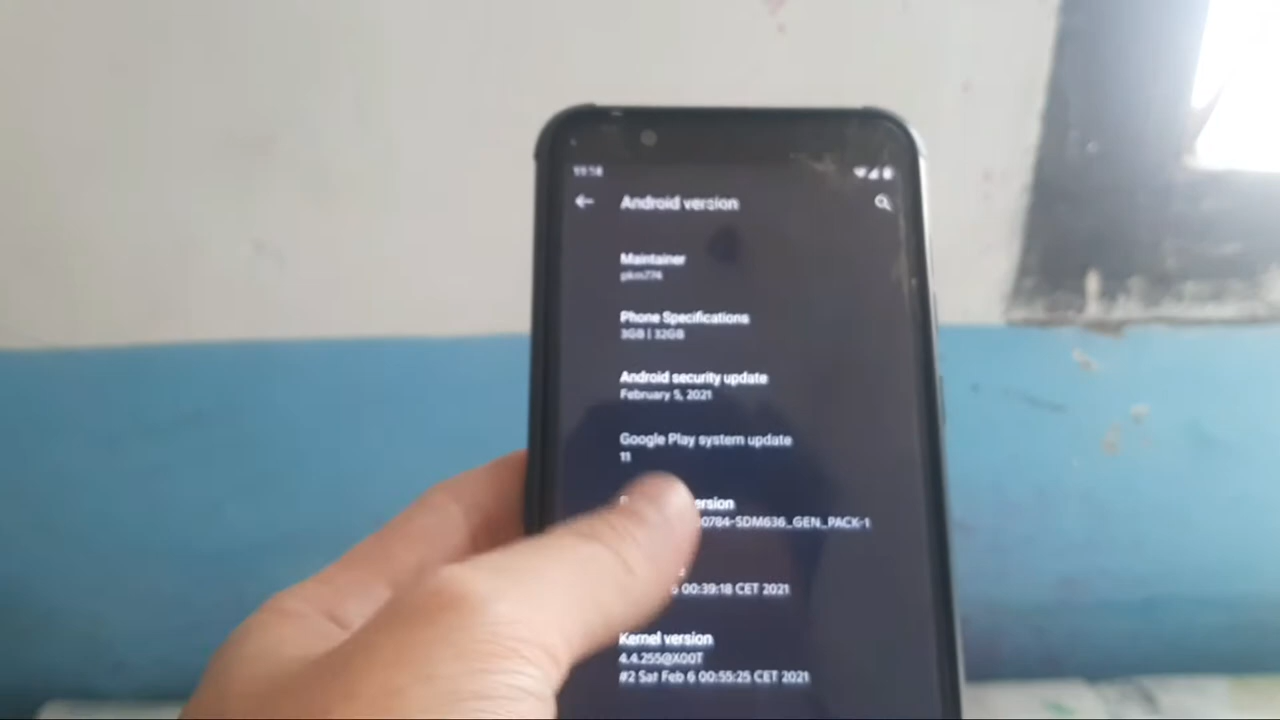 11:14
Android version
Maintainer
pkm774
Phone Specifications
3GB | 32GB
Android security update
February 5, 2021
Google Play system update
11
ersion
0784-SDM636_GEN_PACK-1
00:39:18 CET 2021
Kernel version
4.4.255@X00T
#2 Sat Feb 6 00:55:25 CET 2021